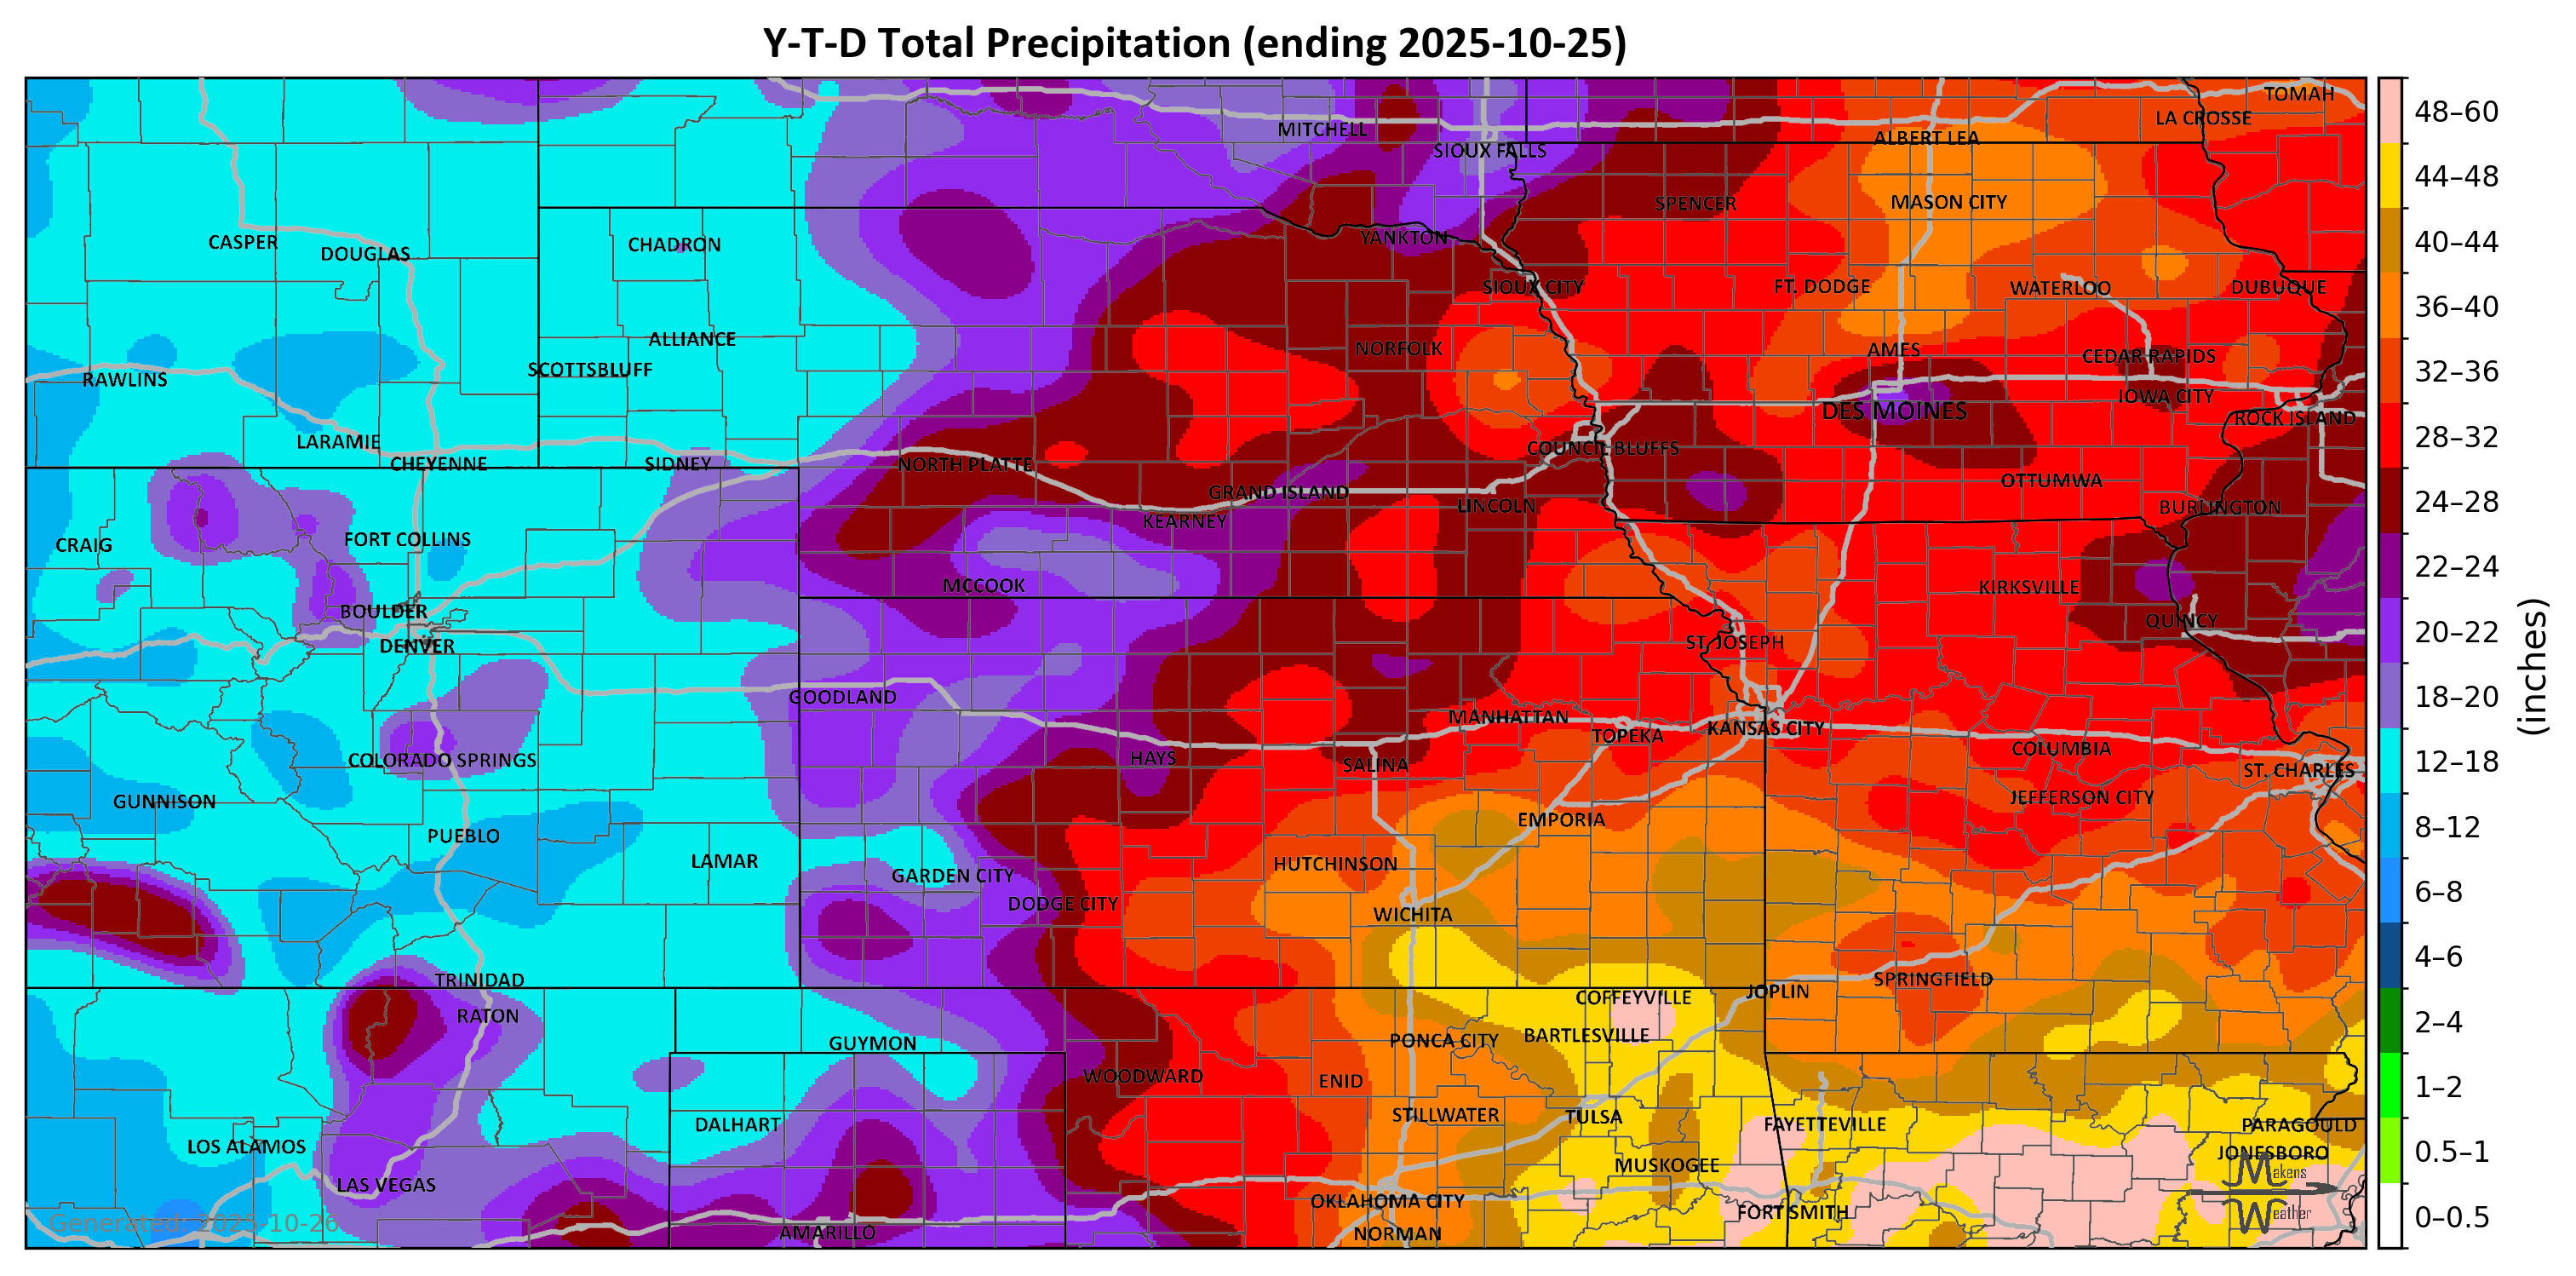 Y-T-D Total Precipitation (ending 2025-10-25)
TOMAH
LA CROSSE
MITCHELL
ALBERT LEA
SIOUX FALLS
SPENCER
MASON CITY
YANKTON
CASPER
DOUGLAS
CHADRON
SIOUX CITY
FT. DODGE
WATERLOO
DUBUQUE
ALLIANCE
NORFOLK
AMES
CEDAR RAPIDS
SCOTTSBLUFF
RAWLINS
IOWA CITY
DES MOINES
ROCK ISLAND
LARAMIE
CHEYENNE
SIDNEY
NORTH PLATTE
COUNCIL BLUFFS
OTTUMWA
GRAND ISLAND
LINCOLN
BURLINGTON
KEARNEY
CRAIG
FORT COLLINS
MCCOOK
KIRKSVILLE
BOULDER
QUINCY
DENVER
ST. JOSEPH
GOODLAND
MANHATTAN
TOPEKA
KANSAS CITY
COLUMBIA
COLORADO SPRINGS
HAYS
SALINA
ST. CHARLES
GUNNISON
JEFFERSON CITY
PUEBLO
EMPORIA
LAMAR
HUTCHINSON
GARDEN CITY
DODGE CITY
WICHITA
TRINIDAD
SPRINGFIELD
COFFEYVILLE
JOPLIN
RATON
GUYMON
PONCA CITY
BARTLESVILLE
WOODWARD
ENID
DALHART
STILLWATER
TULSA
FAYETTEVILLE
PARAGOULD
LOS ALAMOS
JONESBORO
MUSKOGEE
LAS VEGAS
OKLAHOMA CITY
FORT SMITH
AMARILLO
NORMAN
Generated: 2025-10-26
Makens
Weather
48–60
44–48
40–44
36–40
32–36
28–32
24–28
22–24
20–22
18–20
12–18
8–12
6–8
4–6
2–4
1–2
0.5–1
0–0.5
(inches)